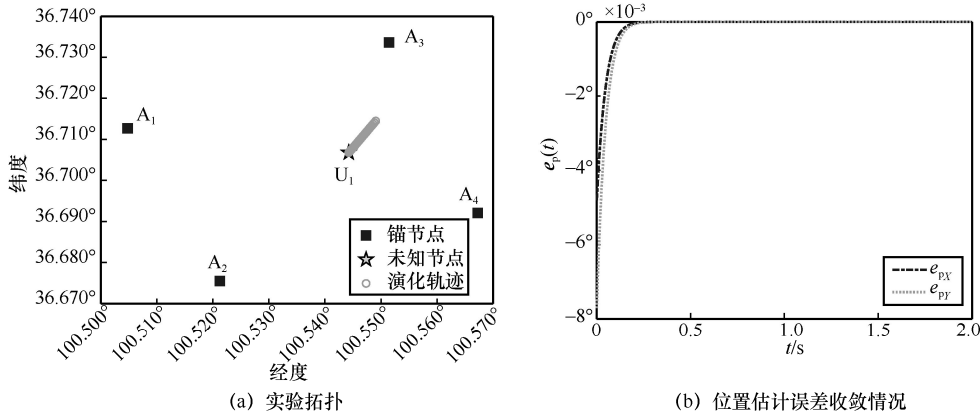 36.740°
36.730°
36.720°
36.710°
36.700°
36.690°
36.680°
36.670°
纬度
A1
A2
A3
A4
U1
锚节点
未知节点
演化轨迹
100.500°
100.510°
100.520°
100.530°
100.540°
100.550°
100.560°
100.570°
经度
(a) 实验拓扑
×10⁻³
0°
−2°
−4°
−6°
−8°
eₚ(t)
epX
epY
0
0.5
1.0
1.5
2.0
t/s
(b) 位置估计误差收敛情况